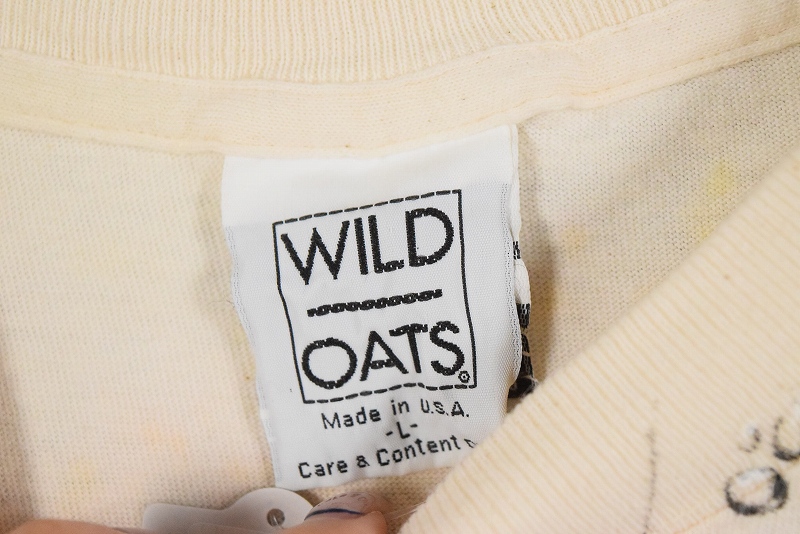 WILD
OATS®
Made in U.S.A.
-L-
Care & Content